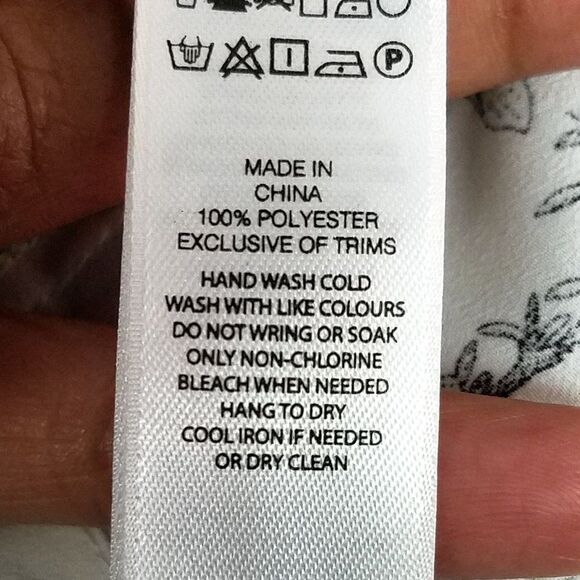 P
MADE IN
CHINA
100% POLYESTER
EXCLUSIVE OF TRIMS
HAND WASH COLD
WASH WITH LIKE COLOURS
DO NOT WRING OR SOAK
ONLY NON-CHLORINE
BLEACH WHEN NEEDED
HANG TO DRY
COOL IRON IF NEEDED
OR DRY CLEAN